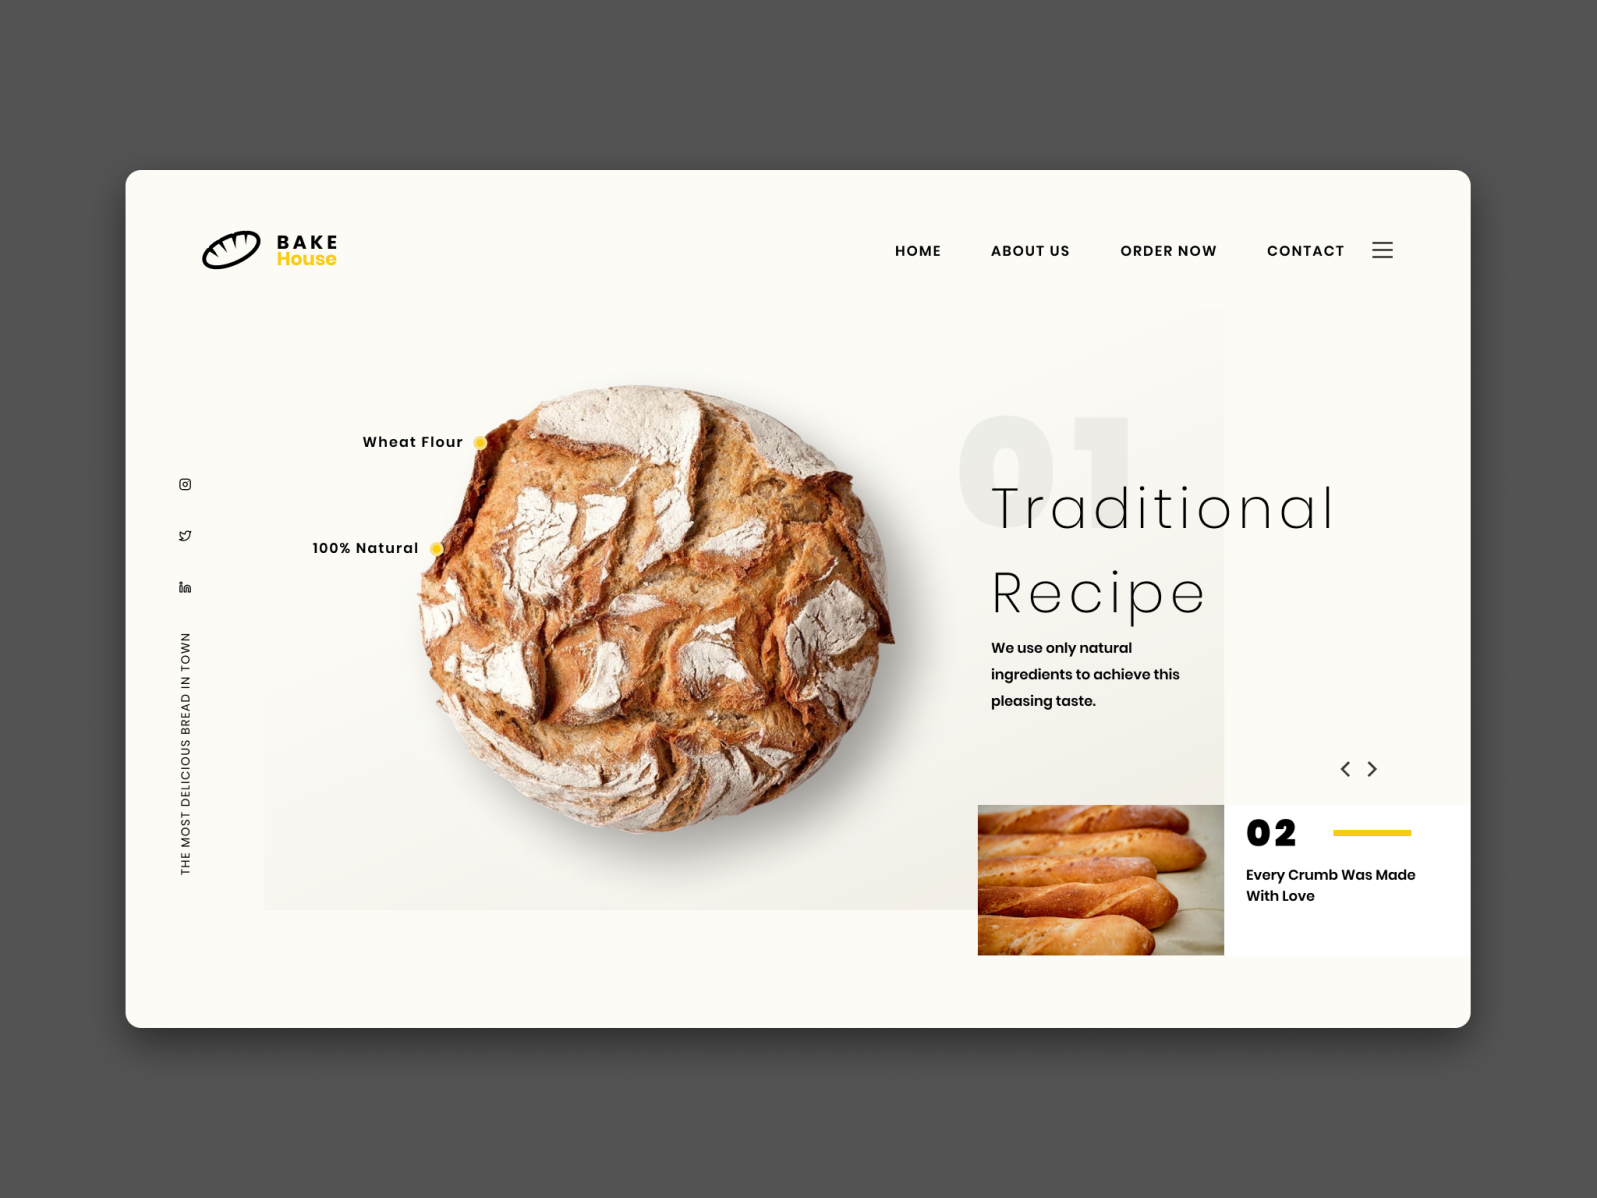 BAKE
House
HOME ABOUT US ORDER NOW CONTACT
Wheat Flour
100% Natural
THE MOST DELICIOUS BREAD IN TOWN
01
Traditional
Recipe
We use only natural
ingredients to achieve this
pleasing taste.
02
Every Crumb Was Made
With Love